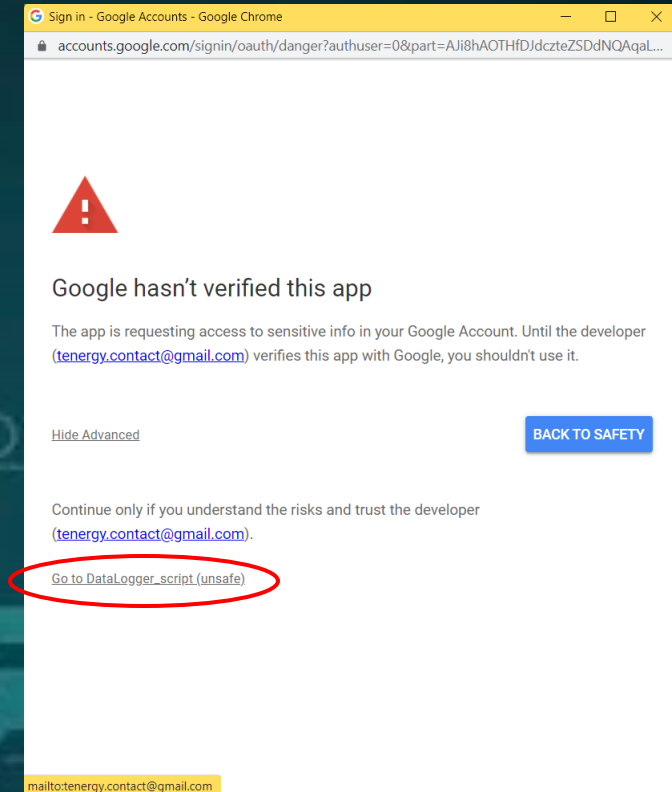 Sign in - Google Accounts - Google Chrome
accounts.google.com/signin/oauth/danger?authuser=0&part=AJi8hAOTHfDJdczteZSDdNQAqaL...
Google hasn't verified this app
The app is requesting access to sensitive info in your Google Account. Until the developer
(tenergy.contact@gmail.com) verifies this app with Google, you shouldn't use it.
Hide Advanced
BACK TO SAFETY
Continue only if you understand the risks and trust the developer
(tenergy.contact@gmail.com).
Go to DataLogger_script (unsafe)
mailto:tenergy.contact@gmail.com